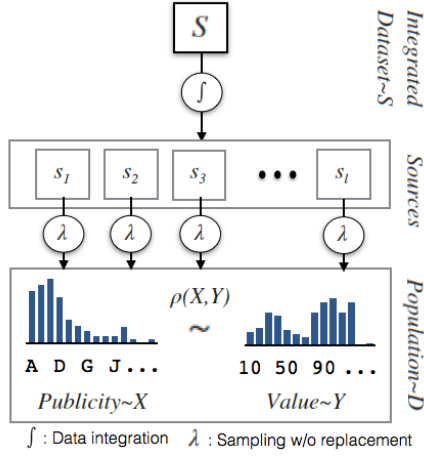 S
Integrated
Dataset~S
∫
s1 s2 s3 ••• sl
Sources
λ λ λ λ
ρ(X,Y)
~
A D G J...
10 50 90 ...
Publicity~X
Value~Y
Population~D
∫ : Data integration λ : Sampling w/o replacement